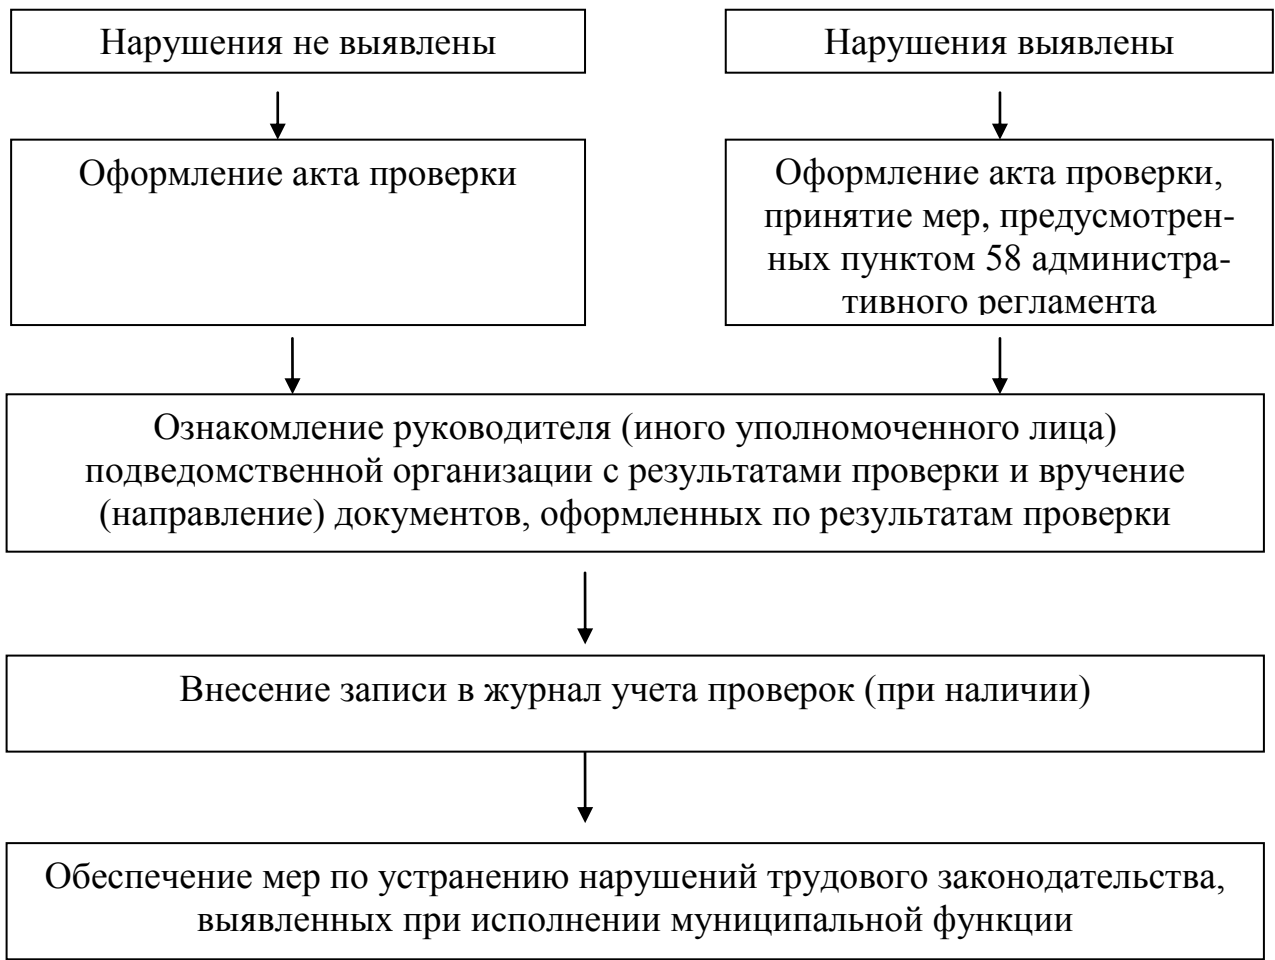 Нарушения не выявлены
Нарушения выявлены
Оформление акта проверки
Оформление акта проверки,
принятие мер, предусмотрен-
ных пунктом 58 администра-
тивного регламента
Ознакомление руководителя (иного уполномоченного лица)
подведомственной организации с результатами проверки и вручение
(направление) документов, оформленных по результатам проверки
Внесение записи в журнал учета проверок (при наличии)
Обеспечение мер по устранению нарушений трудового законодательства,
выявленных при исполнении муниципальной функции